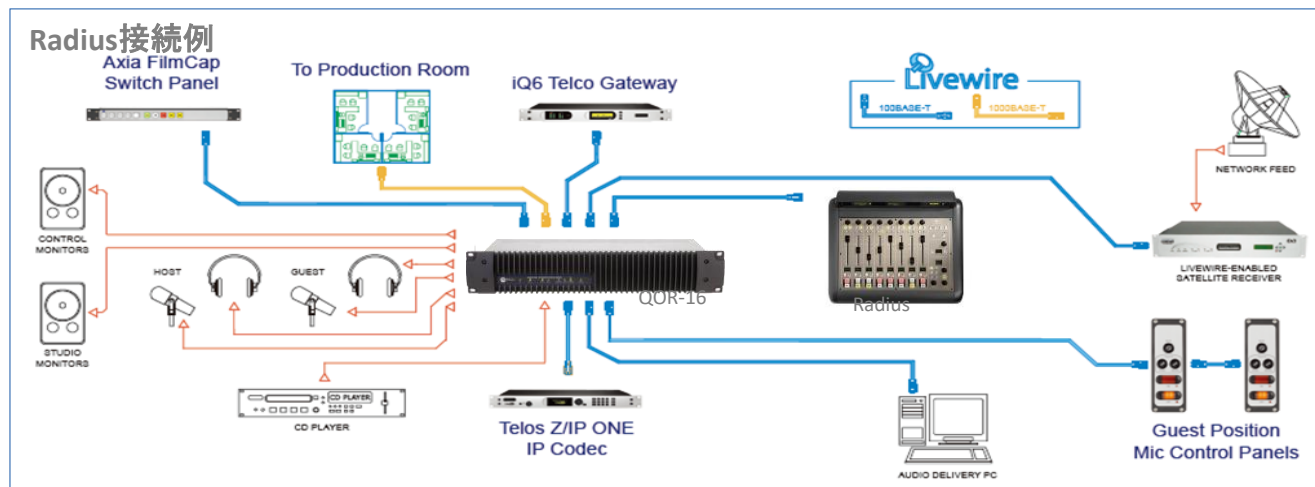 Radius接続例
Axia FilmCap
Switch Panel
To Production Room
iQ6 Telco Gateway
Livewire
100BASE-T
1000BASE-T
NETWORK FEED
CONTROL
MONITORS
HOST
GUEST
QOR-16
Radius
LIVEWIRE-ENABLED
SATELLITE RECEIVER
STUDIO
MONITORS
CD PLAYER
CD PLAYER
Telos Z/IP ONE
IP Codec
AUDIO DELIVERY PC
Guest Position
Mic Control Panels